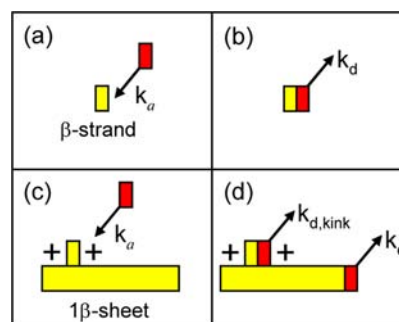 (a)
k_a
β-strand
(b)
k_d
(c)
k_a
+ +
1β-sheet
(d)
k_d,kink
+ +